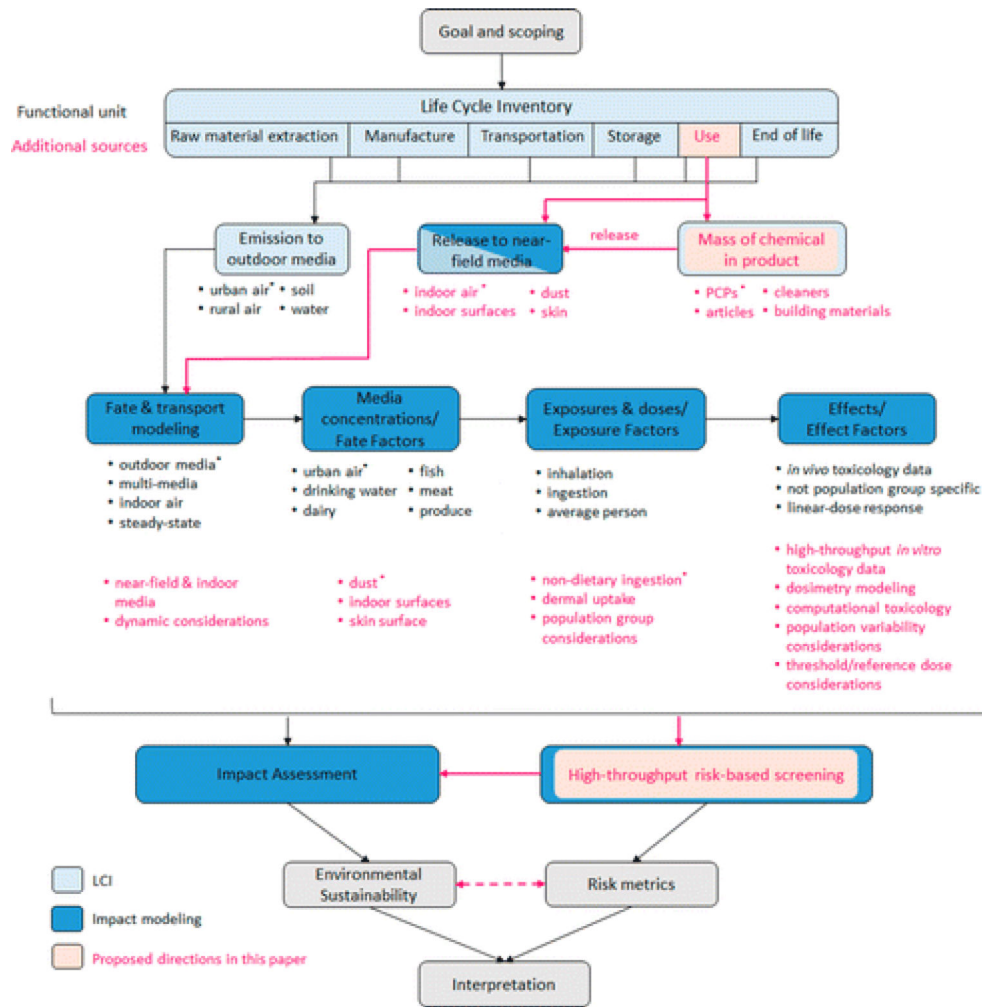 Goal and scoping
Functional unit
Additional sources
Life Cycle Inventory
Raw material extraction
Manufacture
Transportation
Storage
Use
End of life
Emission to
outdoor media
• urban air*
• rural air
• soil
• water
Release to near-
field media
• indoor air*
• indoor surfaces
• dust
• skin
release
Mass of chemical
in product
• PCPs*
• articles
• cleaners
• building materials
Fate & transport
modeling
• outdoor media*
• multi-media
• indoor air
• steady-state
• near-field & indoor
media
• dynamic considerations
Media
concentrations/
Fate Factors
• urban air*
• drinking water
• dairy
• fish
• meat
• produce
• dust*
• indoor surfaces
• skin surface
Exposures & doses/
Exposure Factors
• inhalation
• ingestion
• average person
• non-dietary ingestion*
• dermal uptake
• population group
considerations
Effects/
Effect Factors
• in vivo toxicology data
• not population group specific
• linear-dose response
• high-throughput in vitro
toxicology data
• dosimetry modeling
• computational toxicology
• population variability
considerations
• threshold/reference dose
considerations
Impact Assessment
High-throughput risk-based screening
Environmental
Sustainability
Risk metrics
LCI
Impact modeling
Proposed directions in this paper
Interpretation